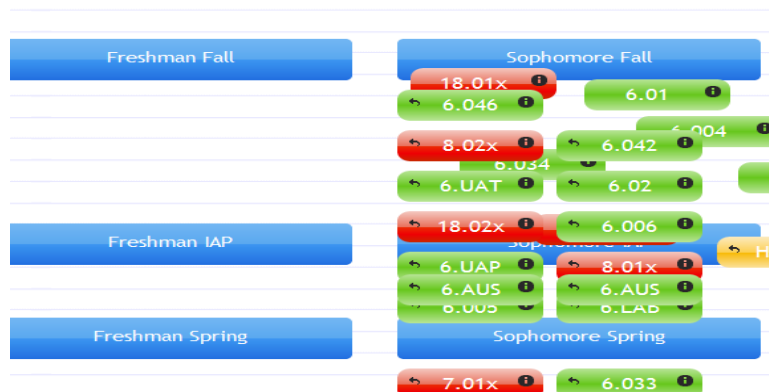 Freshman Fall
Sophomore Fall
18.01x
6.01
6.046
6.004
8.02x
6.042
6.034
6.UAT
6.02
18.02x
6.006
Freshman IAP
Sophomore IAP
H
6.UAP
8.01x
6.AUS
6.AUS
6.005
6.LAB
Freshman Spring
Sophomore Spring
7.01x
6.033